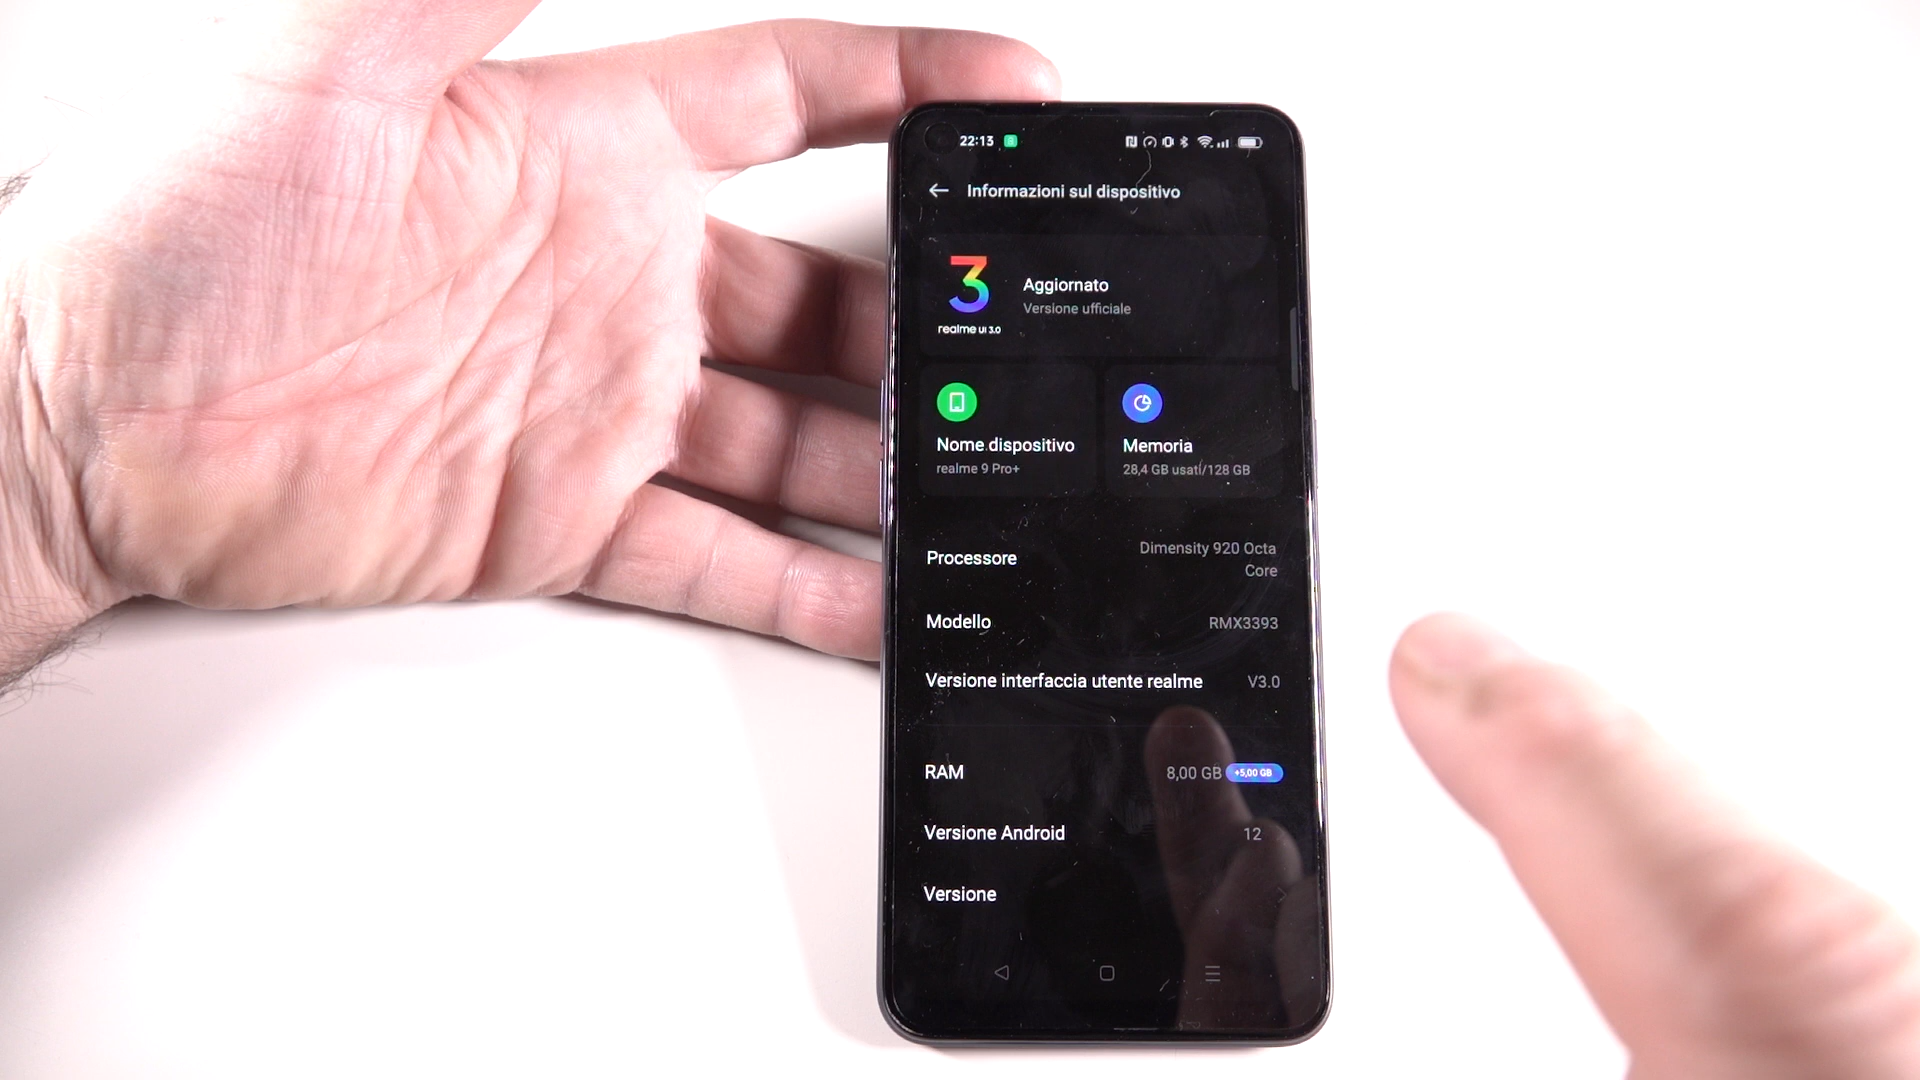 22:13
Informazioni sul dispositivo
3
realme UI 3.0
Aggiornato
Versione ufficiale
Nome dispositivo
realme 9 Pro+
Memoria
28,4 GB usati/128 GB
Processore
Dimensity 920 Octa
Core
Modello
RMX3393
Versione interfaccia utente realme
V3.0
RAM
8,00 GB +5,00 GB
Versione Android
12
Versione